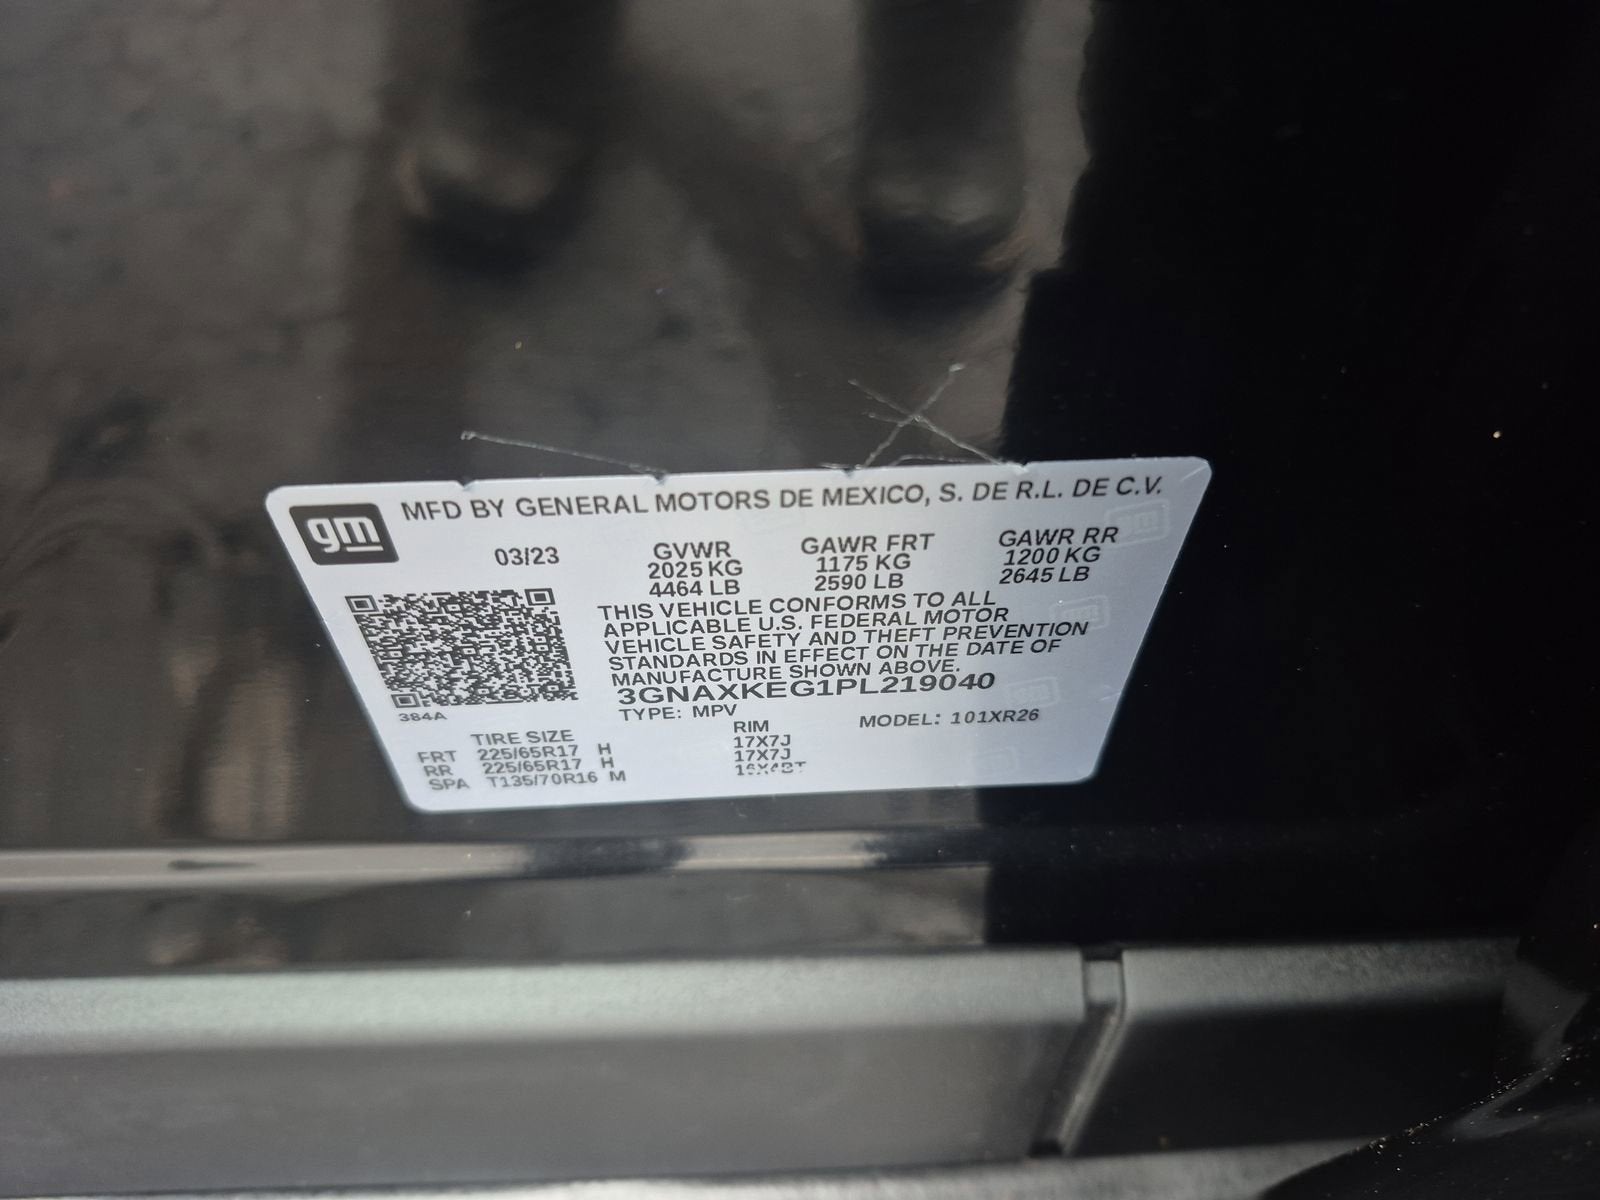 gm
MFD BY GENERAL MOTORS DE MEXICO, S. DE R.L. DE C.V.
03/23
GVWR GAWR FRT GAWR RR
2025 KG 1175 KG 1200 KG
4464 LB 2590 LB 2645 LB
THIS VEHICLE CONFORMS TO ALL
APPLICABLE U.S. FEDERAL MOTOR
VEHICLE SAFETY AND THEFT PREVENTION
STANDARDS IN EFFECT ON THE DATE OF
MANUFACTURE SHOWN ABOVE.
3GNAXKEG1PL219040
384A
TYPE: MPV MODEL: 101XR26
TIRE SIZE RIM
FRT 225/65R17 H 17X7J
RR 225/65R17 H 17X7J
SPA T135/70R16 M